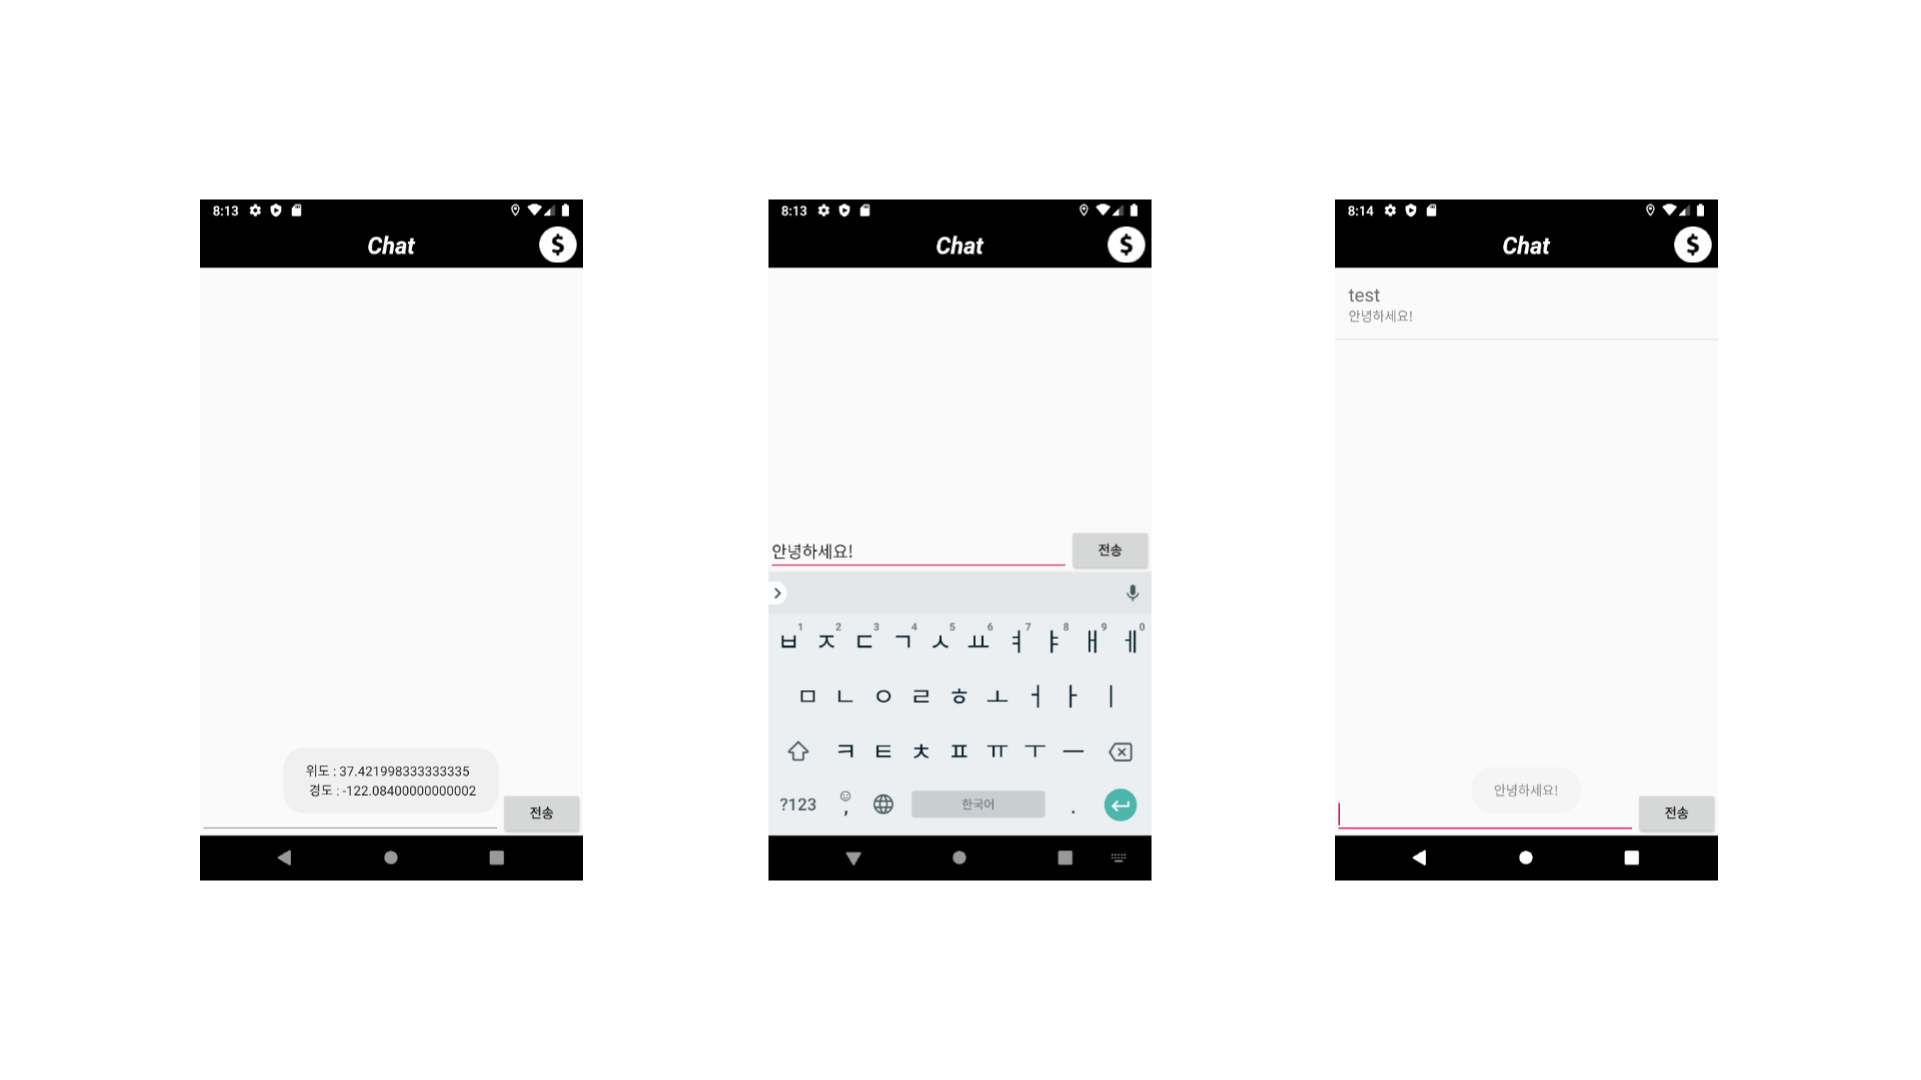 8:13
Chat
$
위도 : 37.421998333333335
경도 : -122.08400000000002
전송
8:13
Chat
$
안녕하세요!
전송
1 2 3 4 5 6 7 8 9 0
ㅂ ㅈ ㄷ ㄱ ㅅ ㅛ ㅕ ㅑ ㅐ ㅔ
ㅁ ㄴ ㅇ ㄹ ㅎ ㅗ ㅓ ㅏ ㅣ
ㅋ ㅌ ㅊ ㅍ ㅠ ㅜ ㅡ
?123 , 한국어 .
8:14
Chat
$
test
안녕하세요!
안녕하세요!
전송